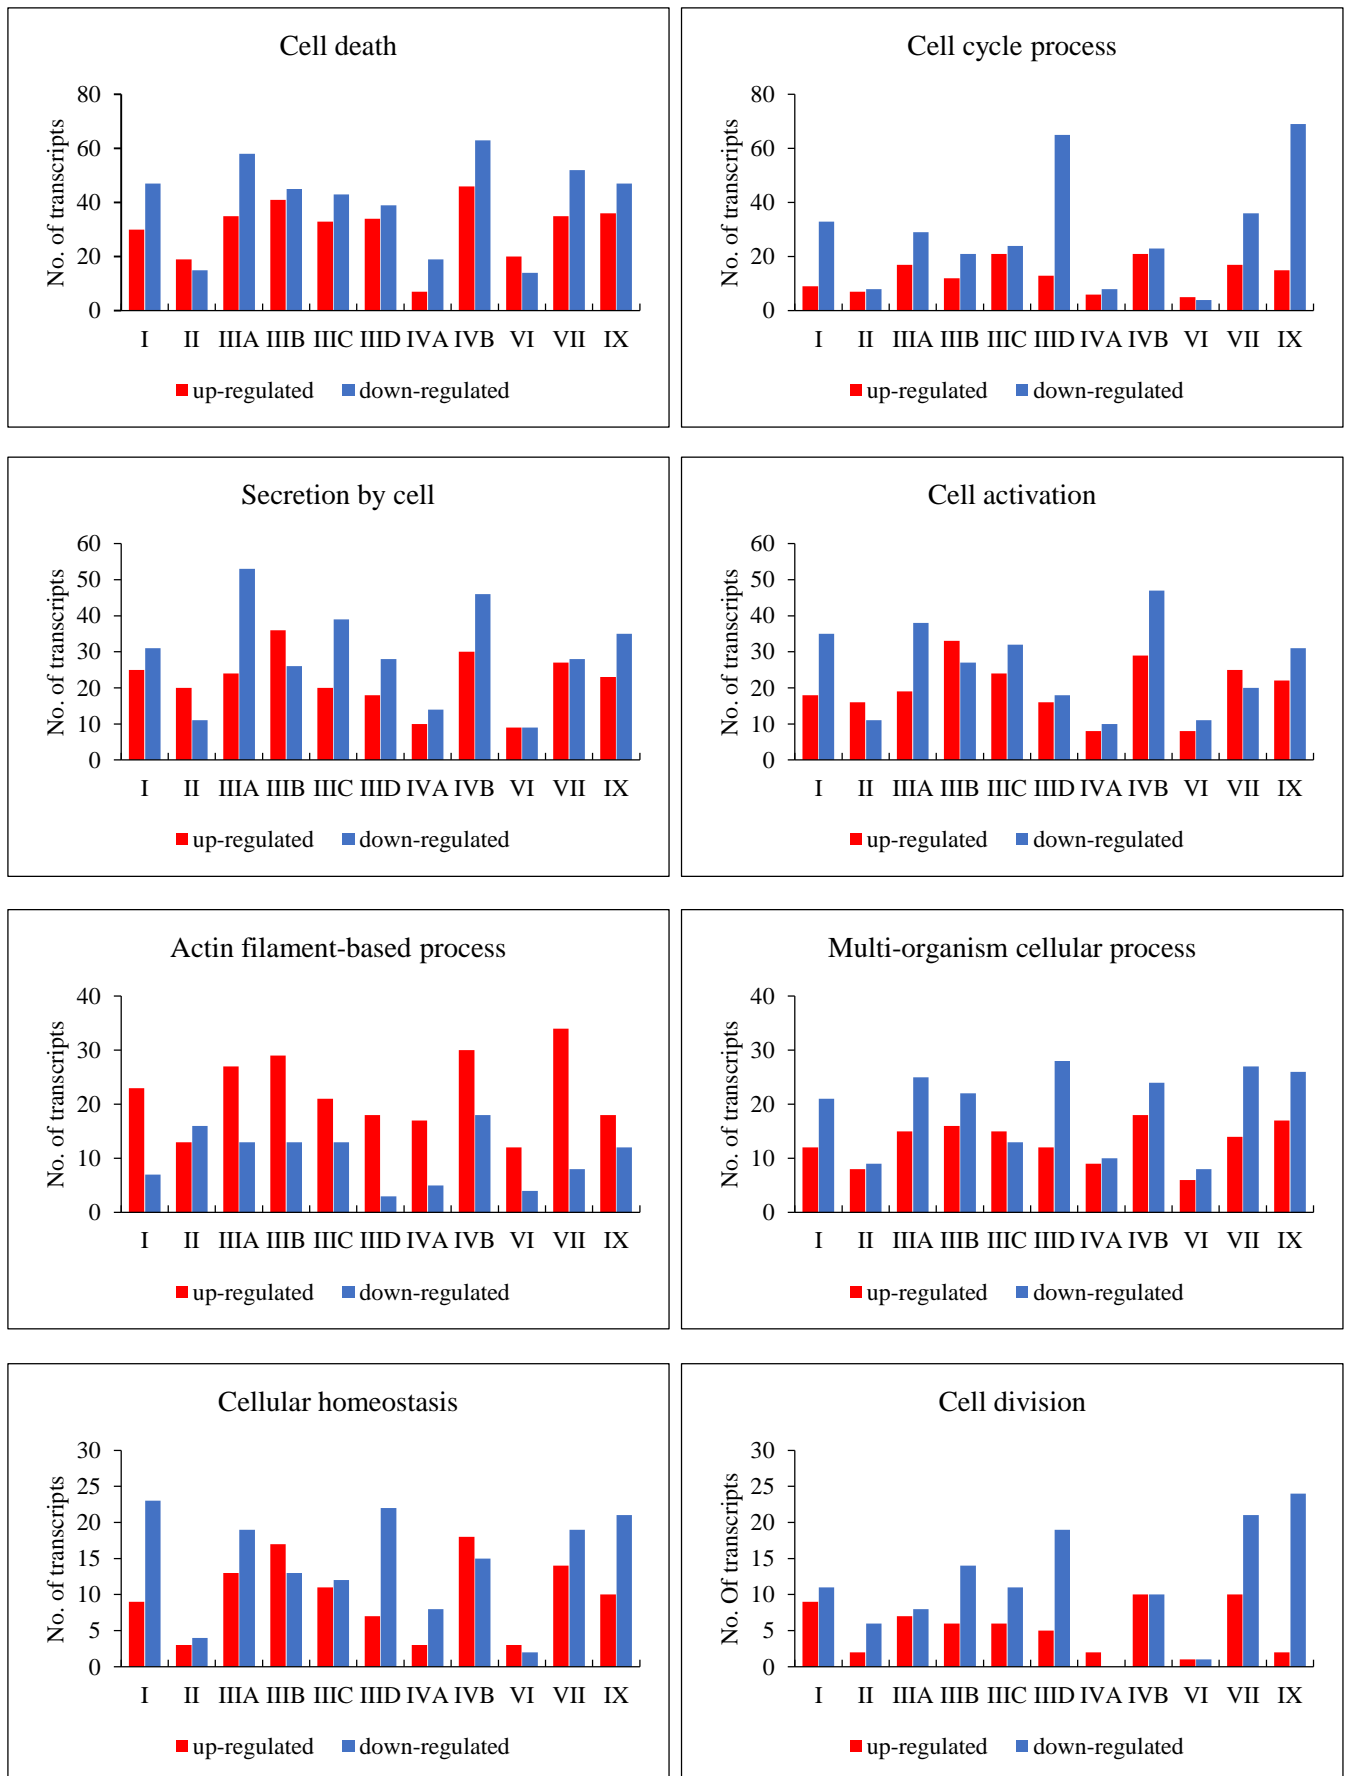 Cell death
No. of transcripts
80
60
40
20
0
I II IIIA IIIB IIIC IIID IVA IVB VI VII IX
up-regulated down-regulated
Cell cycle process
No. of transcripts
80
60
40
20
0
I II IIIA IIIB IIIC IIID IVA IVB VI VII IX
up-regulated down-regulated
Secretion by cell
No. of transcripts
60
50
40
30
20
10
0
I II IIIA IIIB IIIC IIID IVA IVB VI VII IX
up-regulated down-regulated
Cell activation
No. of transcripts
60
50
40
30
20
10
0
I II IIIA IIIB IIIC IIID IVA IVB VI VII IX
up-regulated down-regulated
Actin filament-based process
No. of transcripts
40
30
20
10
0
I II IIIA IIIB IIIC IIID IVA IVB VI VII IX
up-regulated down-regulated
Multi-organism cellular process
No. of transcripts
40
30
20
10
0
I II IIIA IIIB IIIC IIID IVA IVB VI VII IX
up-regulated down-regulated
Cellular homeostasis
No. of transcripts
30
25
20
15
10
5
0
I II IIIA IIIB IIIC IIID IVA IVB VI VII IX
up-regulated down-regulated
Cell division
No. Of transcripts
30
25
20
15
10
5
0
I II IIIA IIIB IIIC IIID IVA IVB VI VII IX
up-regulated down-regulated